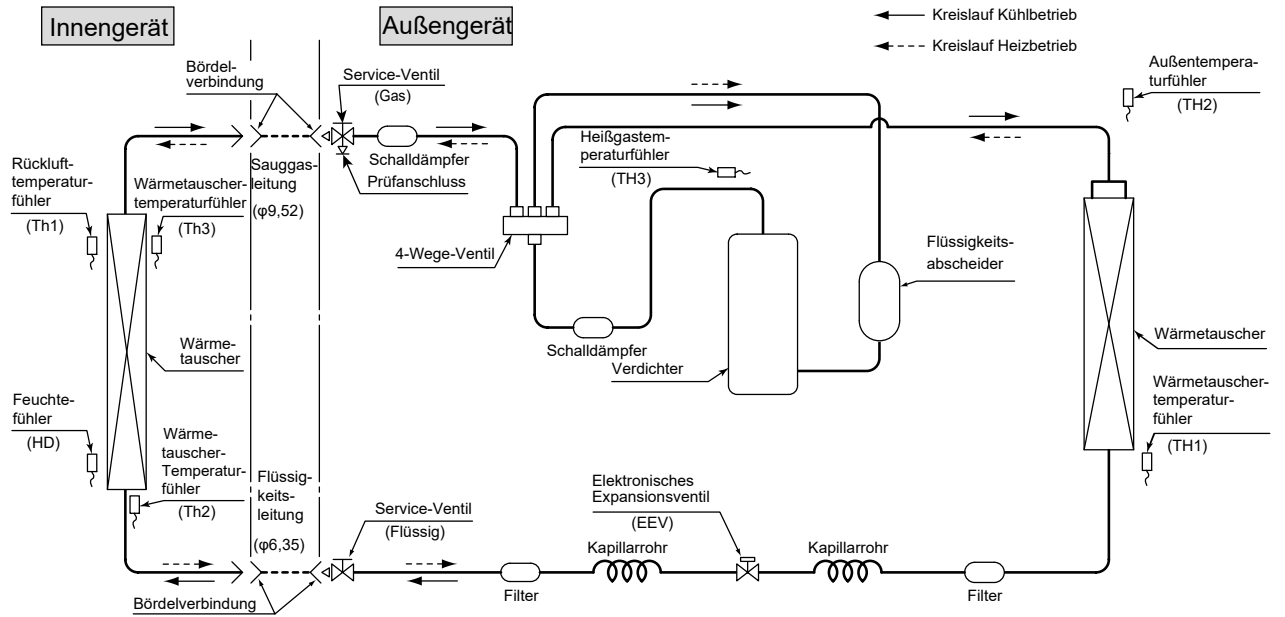 Innengerät
Außengerät
Kreislauf Kühlbetrieb
Kreislauf Heizbetrieb
Bördel-
verbindung
Service-Ventil
(Gas)
Außentempera-
turfühler
(TH2)
Rückluft-
temperatur-
fühler
(Th1)
Wärmetauscher-
temperaturfühler
(Th3)
Sauggas-
leitung
(φ9,52)
Schalldämpfer
Prüfanschluss
Heißgastem-
peraturfühler
(TH3)
4-Wege-Ventil
Flüssigkeits-
abscheider
Schalldämpfer
Verdichter
Wärme-
tauscher
Wärmetauscher
Feuchte-
fühler
(HD)
Wärme-
tauscher-
Temperatur-
fühler
(Th2)
Flüssig-
keits-
leitung
(φ6,35)
Wärmetauscher-
temperatur-
fühler
(TH1)
Service-Ventil
(Flüssig)
Elektronisches
Expansionsventil
(EEV)
Kapillarrohr
Kapillarrohr
Filter
Filter
Bördelverbindung